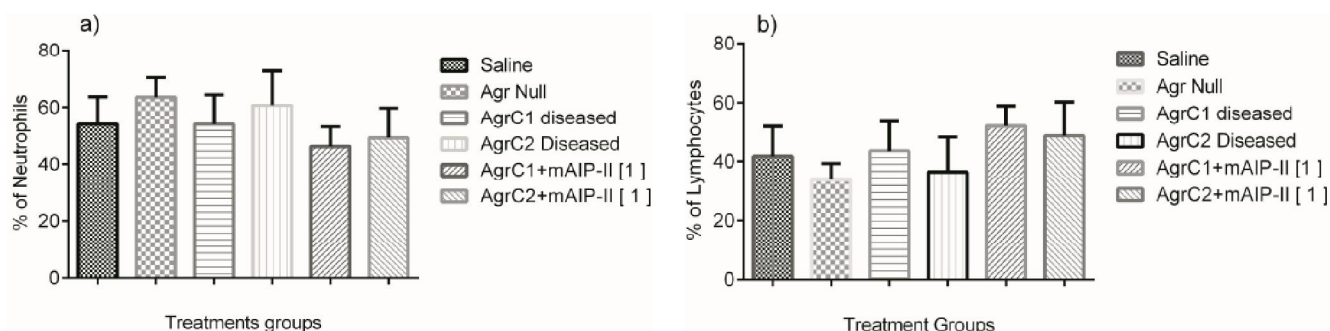 a)
80
60
40
20
0
% of Neutrophils
Treatments groups
Saline
Agr Null
AgrC1 diseased
AgrC2 Diseased
AgrC1+mAIP-II [1 ]
AgrC2+mAIP-II [ 1 ]
b)
80
60
40
20
0
% of Lymphocytes
Treatment Groups
Saline
Agr Null
AgrC1 diseased
AgrC2 Diseased
AgrC1+mAIP-II [1 ]
AgrC2+mAIP-II [ 1 ]